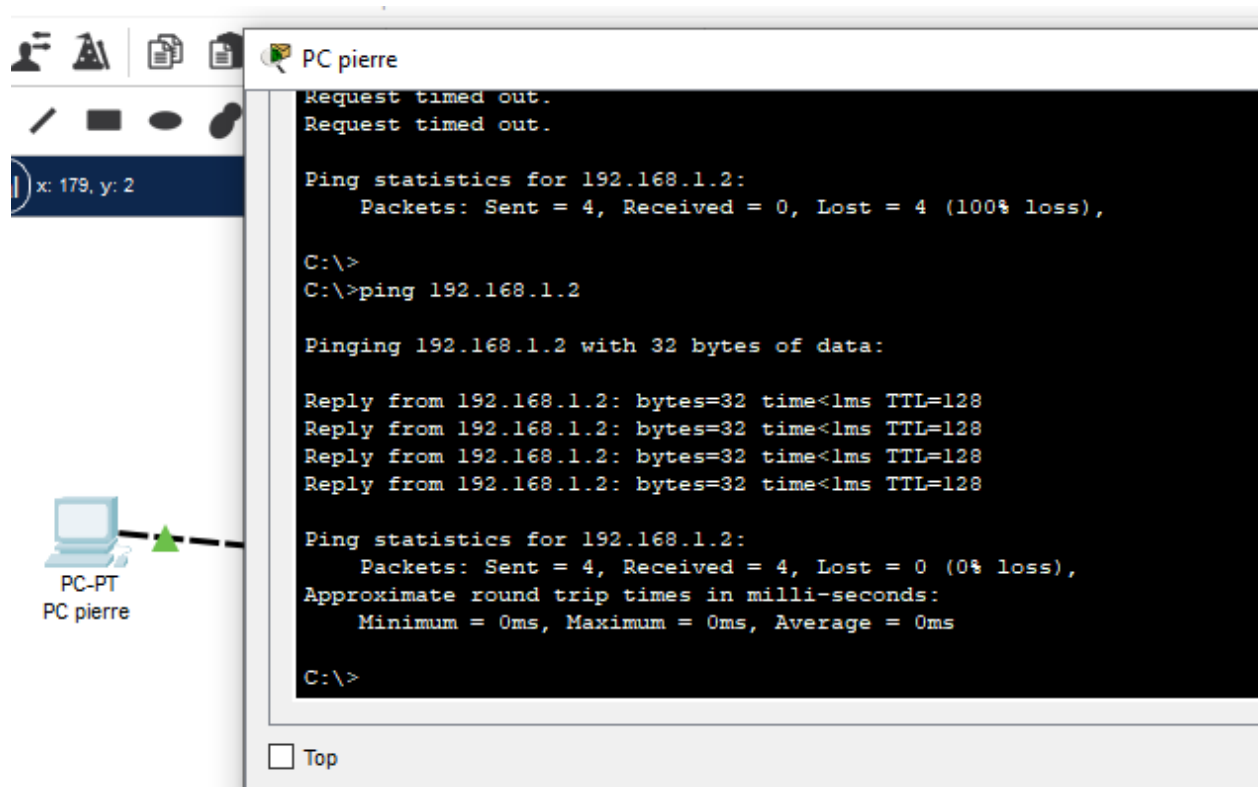 PC pierre
Request timed out.
Request timed out.
x: 179, y: 2
Ping statistics for 192.168.1.2:
Packets: Sent = 4, Received = 0, Lost = 4 (100% loss),
C:\>
C:\>ping 192.168.1.2
Pinging 192.168.1.2 with 32 bytes of data:
Reply from 192.168.1.2: bytes=32 time<1ms TTL=128
Reply from 192.168.1.2: bytes=32 time<1ms TTL=128
Reply from 192.168.1.2: bytes=32 time<1ms TTL=128
Reply from 192.168.1.2: bytes=32 time<1ms TTL=128
Ping statistics for 192.168.1.2:
Packets: Sent = 4, Received = 4, Lost = 0 (0% loss),
Approximate round trip times in milli-seconds:
Minimum = 0ms, Maximum = 0ms, Average = 0ms
C:\>
PC-PT
PC pierre
Top